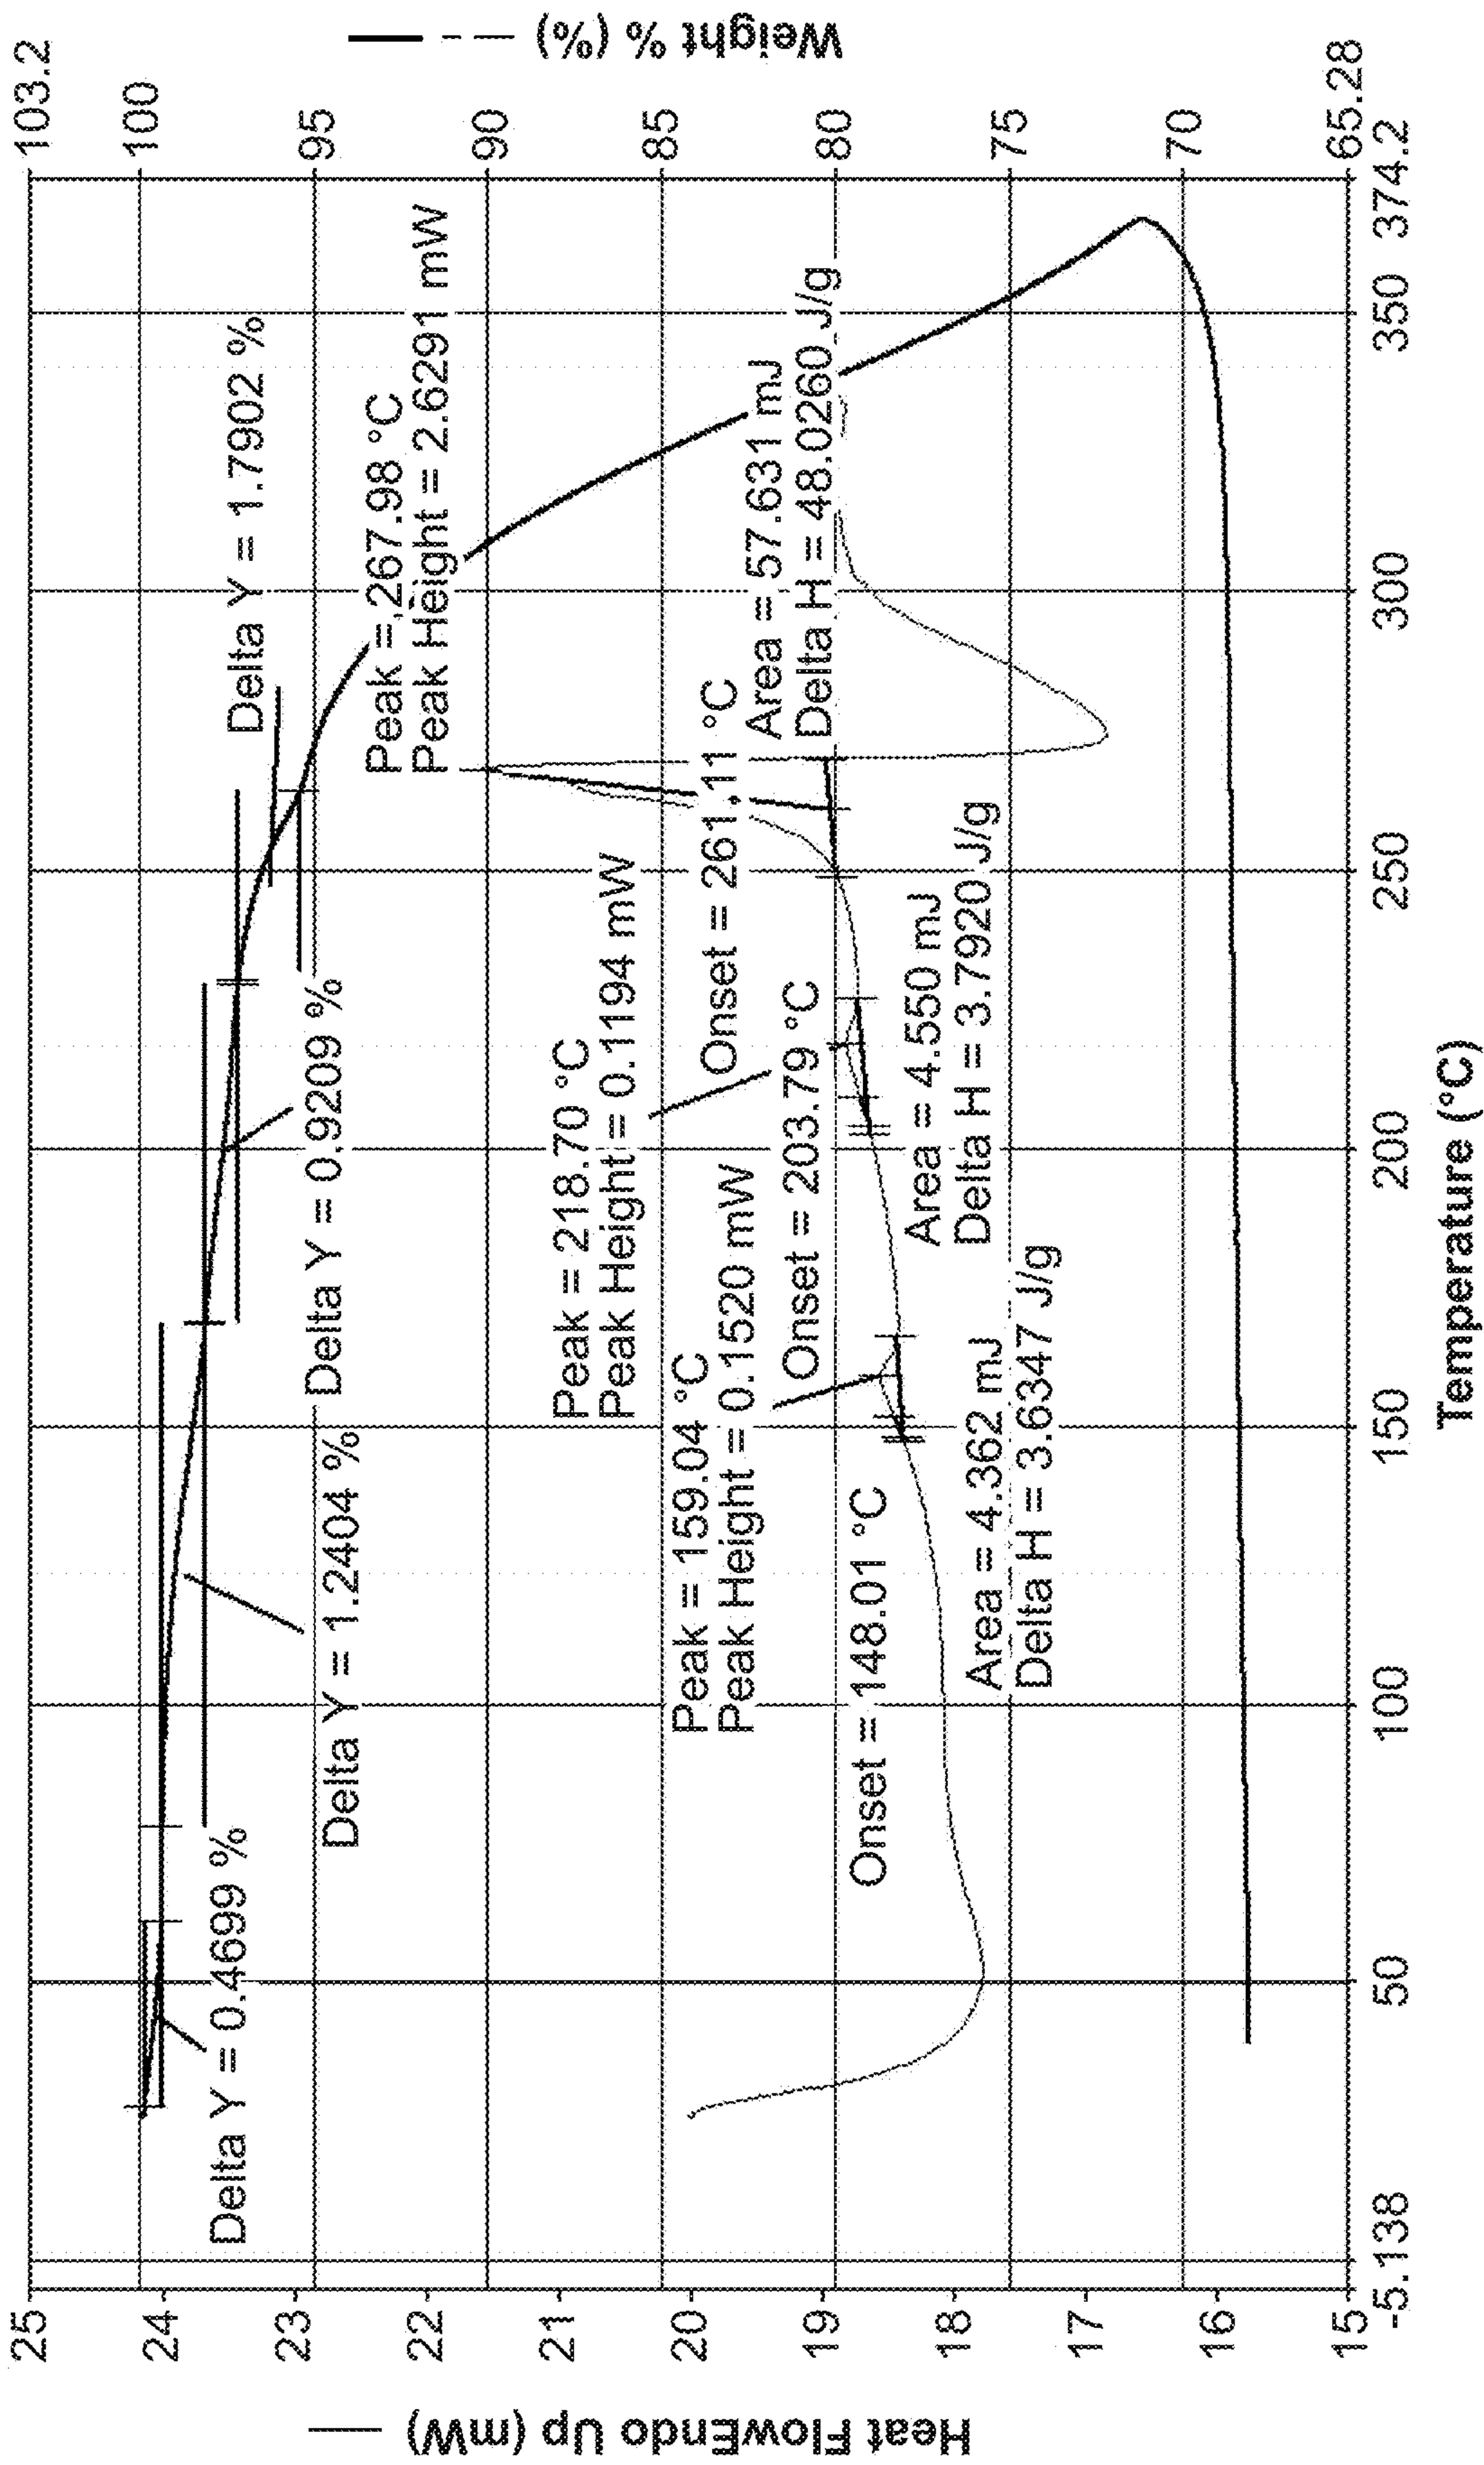 Heat FlowEndo Up (mW)
25
24
23
22
21
20
19
18
17
16
15
Weight % (%)
103.2
100
95
90
85
80
75
70
65.28
Delta Y = 0.4699 %
Delta Y = 1.2404 %
Delta Y = 0.9209 %
Delta Y = 1.7902 %
Peak = 267.98 °C
Peak Height = 2.6291 mW
Peak = 218.70 °C
Peak Height = 0.1194 mW
Peak = 159.04 °C
Peak Height = 0.1520 mW
Onset = 261.11 °C
Area = 57.631 mJ
Delta H = 48.0260 J/g
Onset = 203.79 °C
Onset = 148.01 °C
Area = 4.550 mJ
Delta H = 3.7920 J/g
Area = 4.362 mJ
Delta H = 3.6347 J/g
-5.138
50
100
150
200
250
300
350
374.2
Temperature (°C)